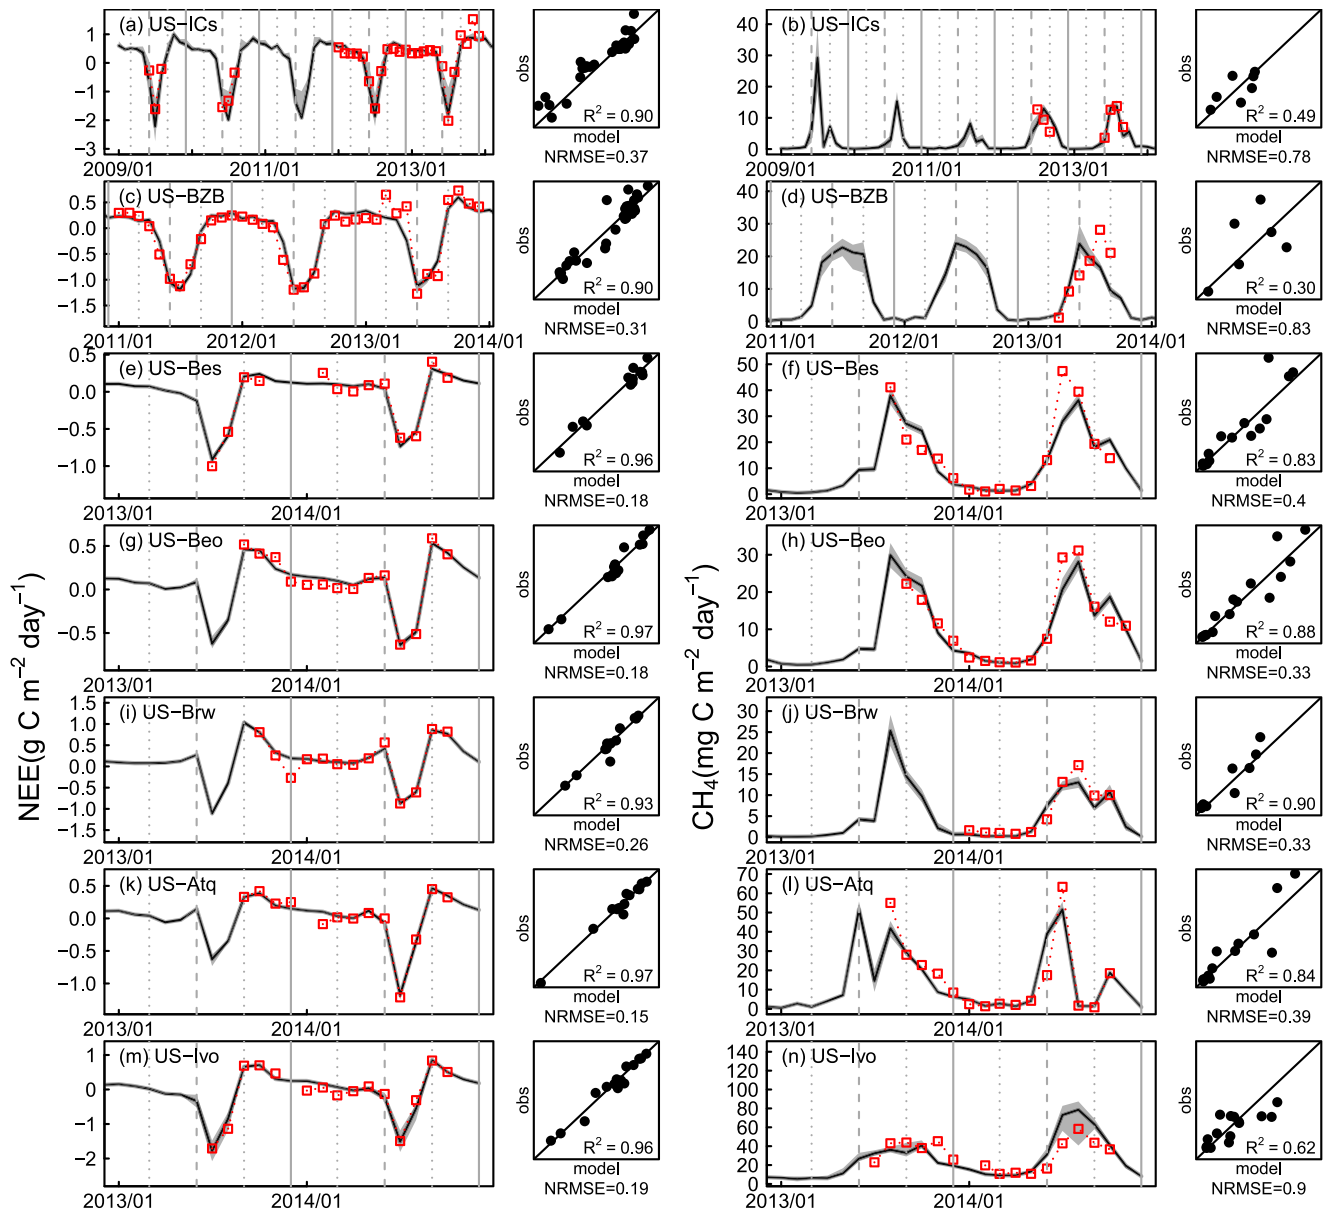 (a) US−ICs
1
0
−1
−2
−3
2009/01 2011/01 2013/01
obs
R² = 0.90
model
NRMSE=0.37
(b) US−ICs
40
30
20
10
0
2009/01 2011/01 2013/01
obs
R² = 0.49
model
NRMSE=0.78
(c) US−BZB
0.5
0.0
−0.5
−1.0
−1.5
2011/01 2012/01 2013/01 2014/01
obs
R² = 0.90
model
NRMSE=0.31
(d) US−BZB
40
30
20
10
0
2011/01 2012/01 2013/01 2014/01
obs
R² = 0.30
model
NRMSE=0.83
(e) US−Bes
0.5
0.0
−1.0
2013/01 2014/01
obs
R² = 0.96
model
NRMSE=0.18
(f) US−Bes
50
40
30
20
10
0
2013/01 2014/01
obs
R² = 0.83
model
NRMSE=0.4
NEE(g C m⁻² day⁻¹)
(g) US−Beo
0.5
0.0
−0.5
2013/01 2014/01
obs
R² = 0.97
model
NRMSE=0.18
CH₄(mg C m⁻² day⁻¹)
(h) US−Beo
30
20
10
0
2013/01 2014/01
obs
R² = 0.88
model
NRMSE=0.33
(i) US−Brw
1.5
1.0
0.5
0.0
−0.5
−1.0
−1.5
2013/01 2014/01
obs
R² = 0.93
model
NRMSE=0.26
(j) US−Brw
35
30
25
20
15
10
5
0
2013/01 2014/01
obs
R² = 0.90
model
NRMSE=0.33
(k) US−Atq
0.5
0.0
−0.5
−1.0
2013/01 2014/01
obs
R² = 0.97
model
NRMSE=0.15
(l) US−Atq
70
60
50
40
30
20
10
0
2013/01 2014/01
obs
R² = 0.84
model
NRMSE=0.39
(m) US−Ivo
1
0
−1
−2
2013/01 2014/01
obs
R² = 0.96
model
NRMSE=0.19
(n) US−Ivo
140
120
100
80
60
40
20
0
2013/01 2014/01
obs
R² = 0.62
model
NRMSE=0.9